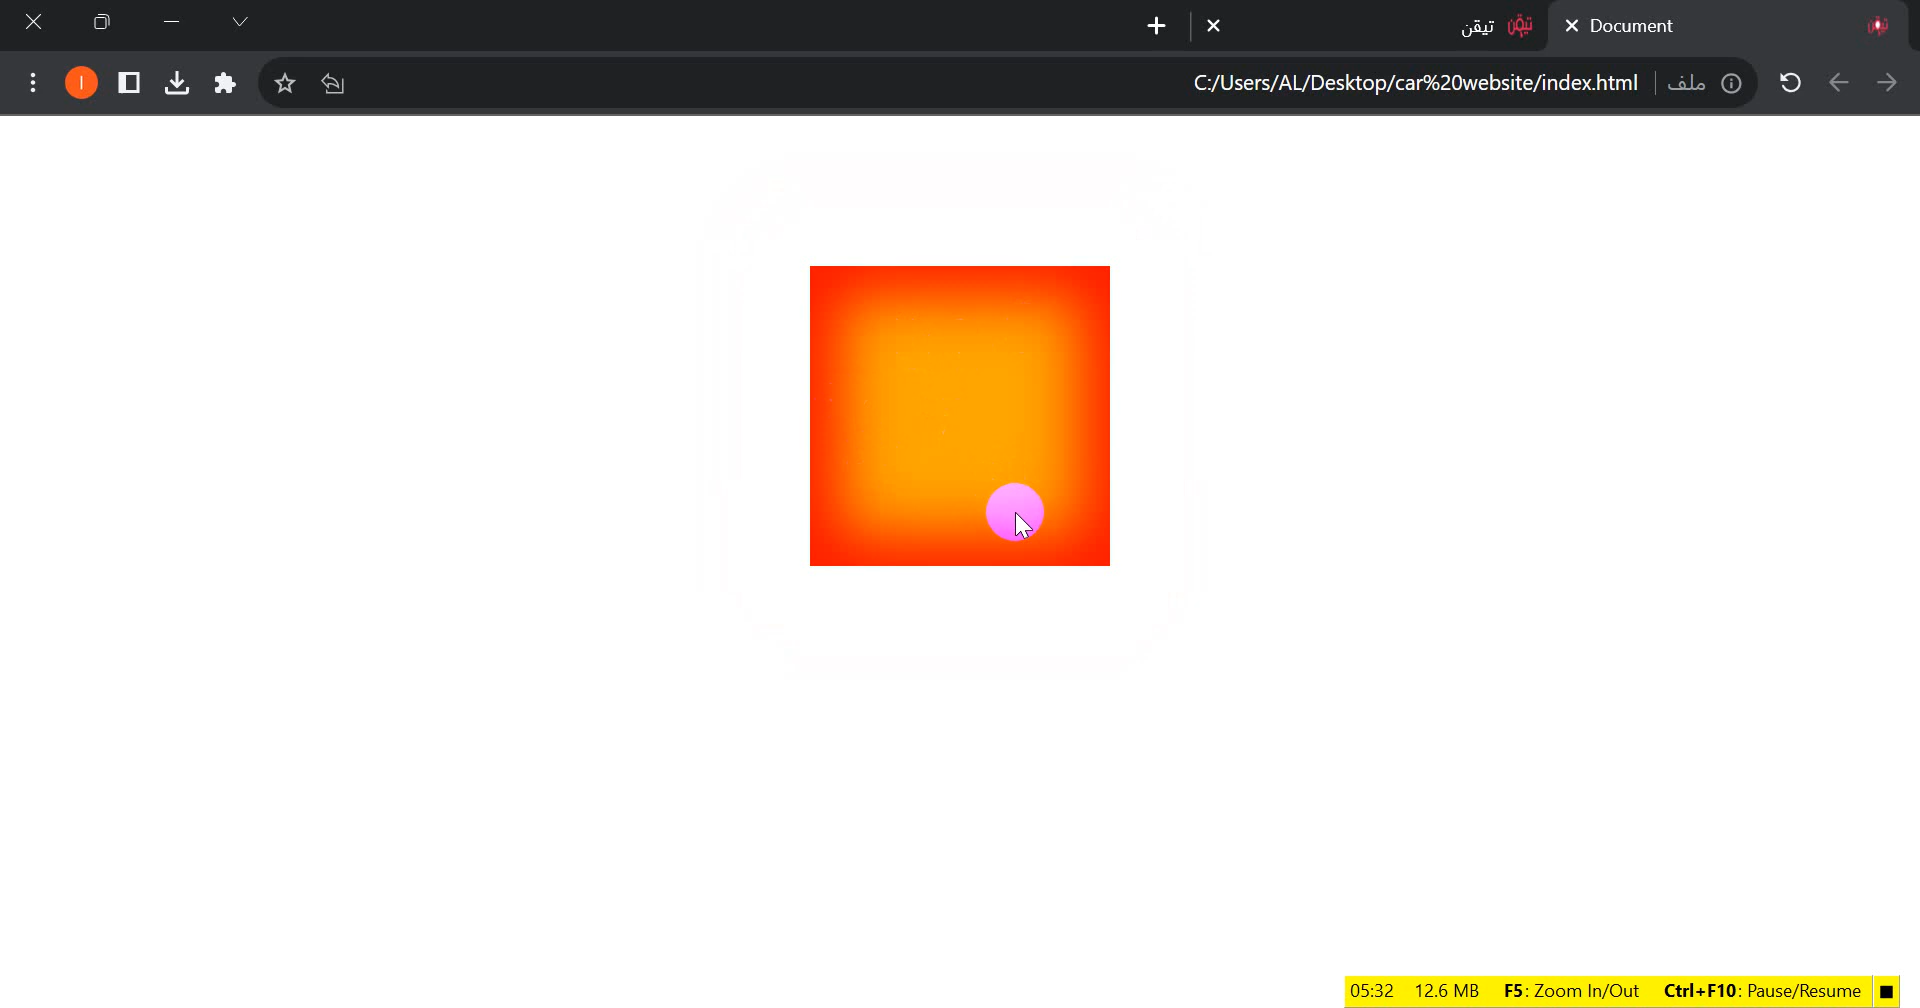 Document
تيقن
ملف
C:/Users/AL/Desktop/car%20website/index.html
I
05:32 12.6 MB F5: Zoom In/Out Ctrl+F10: Pause/Resume